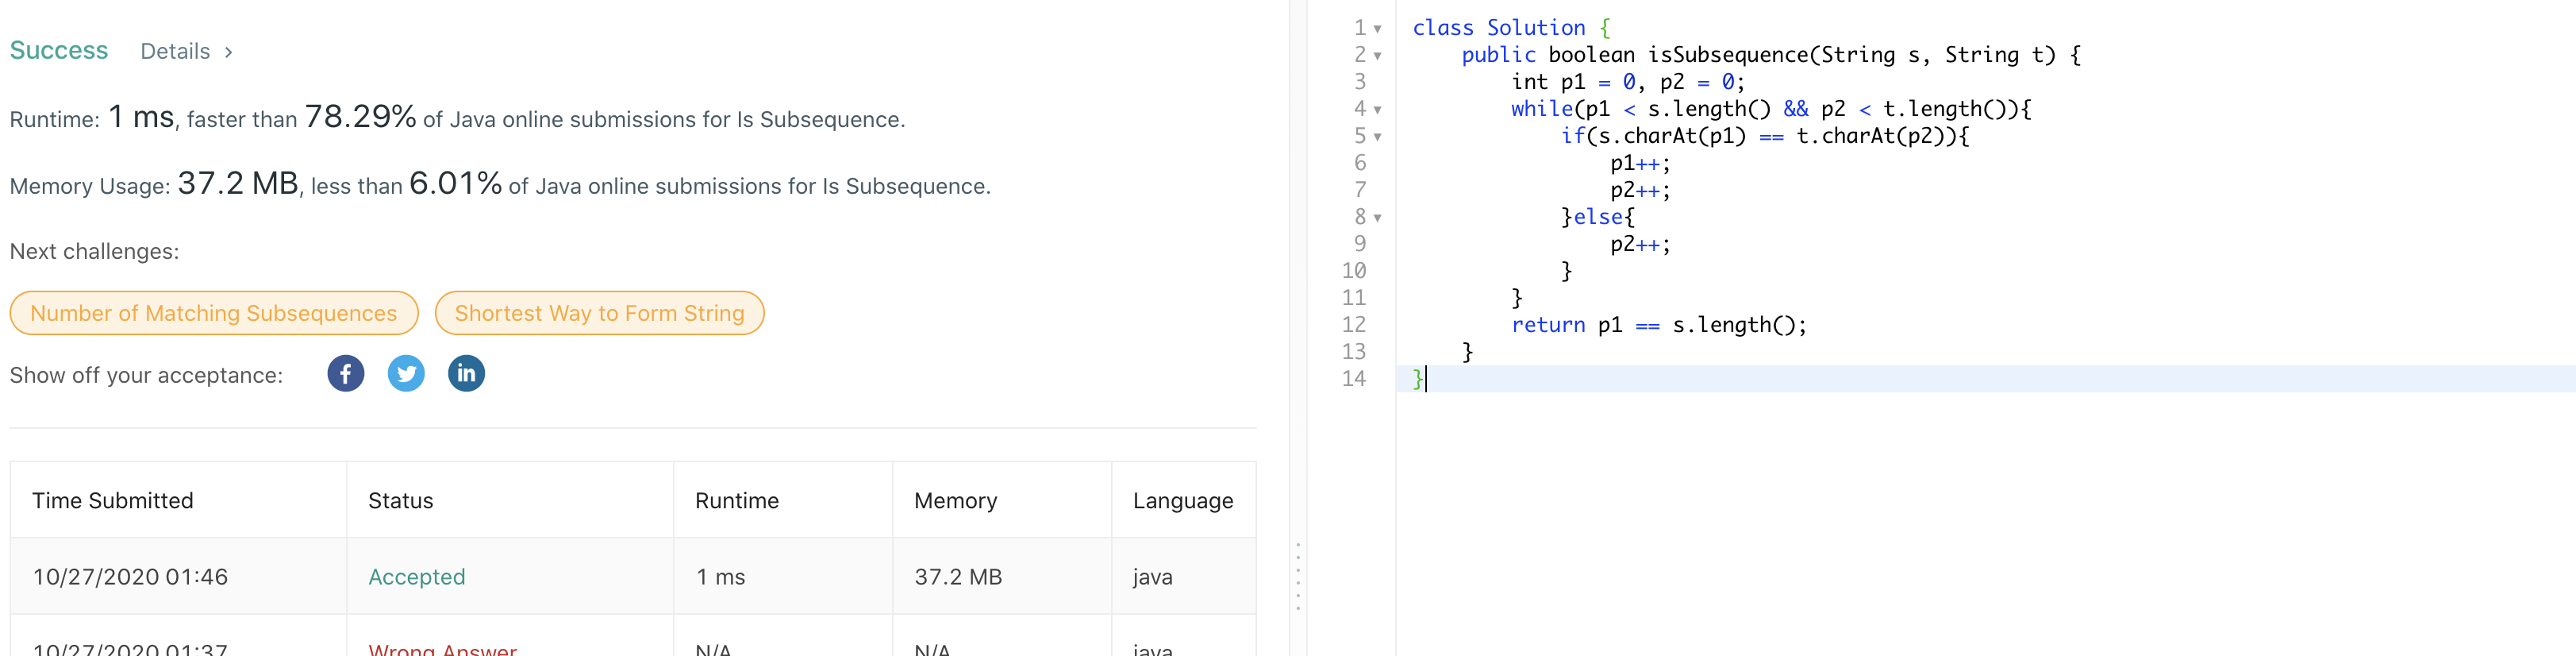 Success Details >
Runtime: 1 ms, faster than 78.29% of Java online submissions for Is Subsequence.
Memory Usage: 37.2 MB, less than 6.01% of Java online submissions for Is Subsequence.
Next challenges:
Number of Matching Subsequences Shortest Way to Form String
Show off your acceptance: f in
Time Submitted Status Runtime Memory Language
10/27/2020 01:46 Accepted 1 ms 37.2 MB java
10/27/2020 01:37 Wrong Answer N/A N/A java
1 class Solution {
2 public boolean isSubsequence(String s, String t) {
3 int p1 = 0, p2 = 0;
4 while(p1 < s.length() && p2 < t.length()){
5 if(s.charAt(p1) == t.charAt(p2)){
6 p1++;
7 p2++;
8 }else{
9 p2++;
10 }
11 }
12 return p1 == s.length();
13 }
14 }